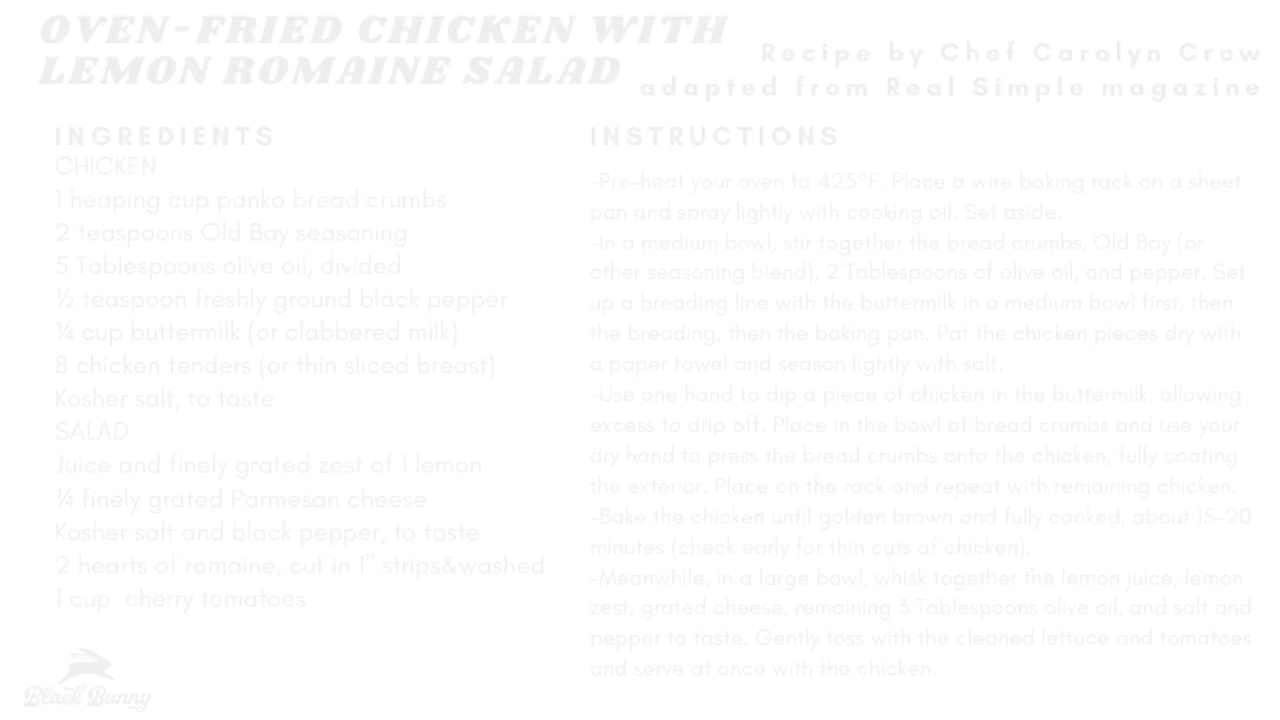 OVEN-FRIED CHICKEN WITH
LEMON ROMAINE SALAD
Recipe by Chef Carolyn Crow
adapted from Real Simple magazine
INGREDIENTS
CHICKEN
1 heaping cup panko bread crumbs
2 teaspoons Old Bay seasoning
5 Tablespoons olive oil, divided
½ teaspoon freshly ground black pepper
¼ cup buttermilk (or clabbered milk)
8 chicken tenders (or thin sliced breast)
Kosher salt, to taste
SALAD
Juice and finely grated zest of 1 lemon
¼ finely grated Parmesan cheese
Kosher salt and black pepper, to taste
2 hearts of romaine, cut in 1" strips&washed
1 cup cherry tomatoes
INSTRUCTIONS
-Pre-heat your oven to 425°F. Place a wire baking rack on a sheet
pan and spray lightly with cooking oil. Set aside.
-In a medium bowl, stir together the bread crumbs, Old Bay (or
other seasoning blend), 2 Tablespoons of olive oil, and pepper. Set
up a breading line with the buttermilk in a medium bowl first, then
the breading, then the baking pan. Pat the chicken pieces dry with
a paper towel and season lightly with salt.
-Use one hand to dip a piece of chicken in the buttermilk, allowing
excess to drip off. Place in the bowl of bread crumbs and use your
dry hand to press the bread crumbs onto the chicken, fully coating
the exterior. Place on the rack and repeat with remaining chicken.
-Bake the chicken until golden brown and fully cooked, about 15-20
minutes (check early for thin cuts of chicken).
-Meanwhile, in a large bowl, whisk together the lemon juice, lemon
zest, grated cheese, remaining 3 Tablespoons olive oil, and salt and
pepper to taste. Gently toss with the cleaned lettuce and tomatoes
and serve at once with the chicken.
Black Bunny